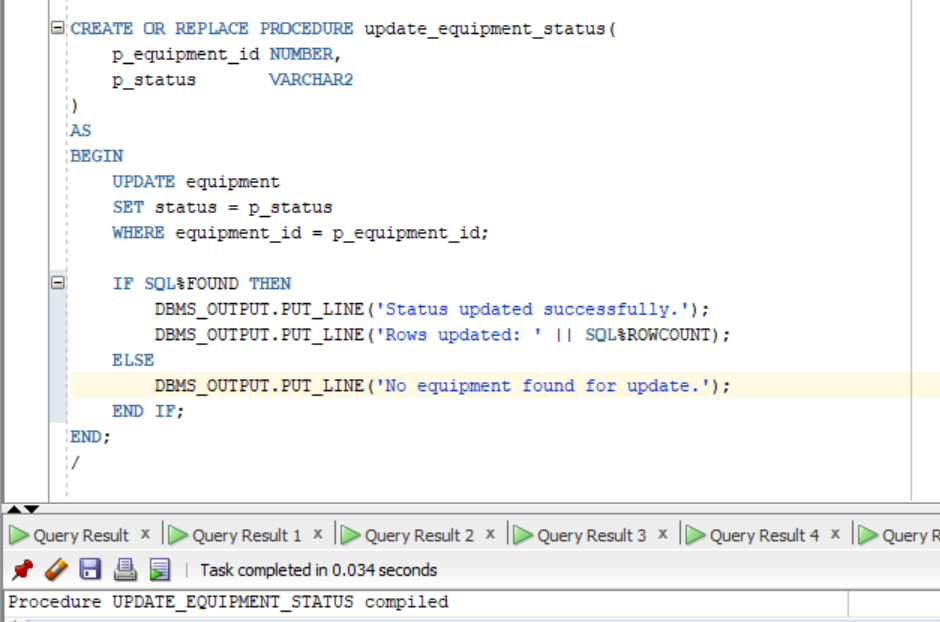 CREATE OR REPLACE PROCEDURE update_equipment_status(
    p_equipment_id NUMBER,
    p_status       VARCHAR2
)
AS
BEGIN
    UPDATE equipment
    SET status = p_status
    WHERE equipment_id = p_equipment_id;
    IF SQL%FOUND THEN
        DBMS_OUTPUT.PUT_LINE('Status updated successfully.');
        DBMS_OUTPUT.PUT_LINE('Rows updated: ' || SQL%ROWCOUNT);
    ELSE
        DBMS_OUTPUT.PUT_LINE('No equipment found for update.');
    END IF;
END;
/
Query Result x Query Result 1 x Query Result 2 x Query Result 3 x Query Result 4 x Query R
Task completed in 0.034 seconds
Procedure UPDATE_EQUIPMENT_STATUS compiled